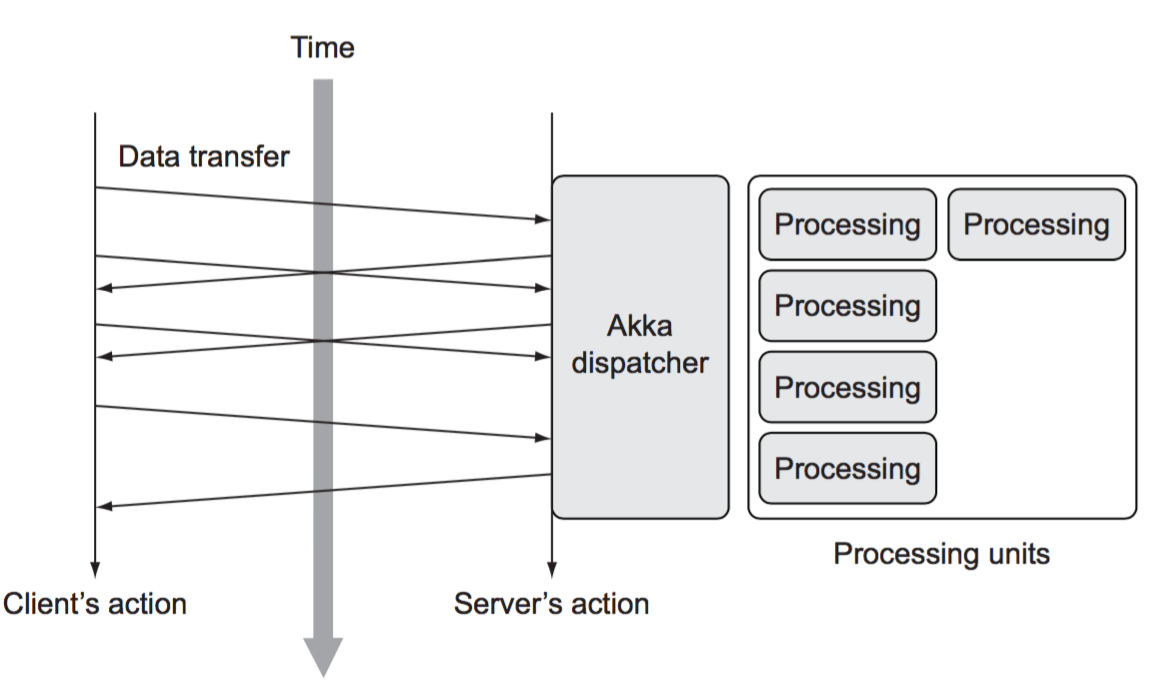 Time
Data transfer
Processing
Processing
Processing
Akka
dispatcher
Processing
Processing
Processing units
Client's action
Server's action